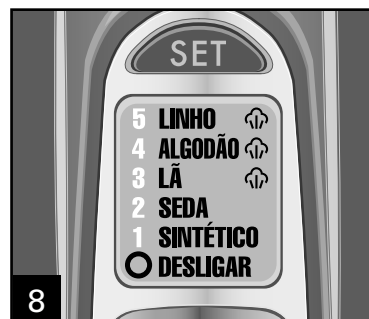 SET
5 LINHO
4 ALGODÃO
3 LÃ
2 SEDA
1 SINTÉTICO
O DESLIGAR
8